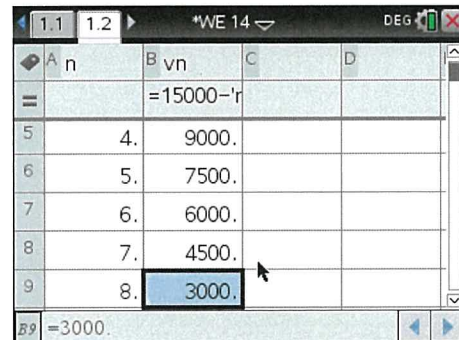 1.1 1.2 *WE 14 DEG
A n B vn C D
= =15000−'r
5 4. 9000.
6 5. 7500.
7 6. 6000.
8 7. 4500.
9 8. 3000.
B9 =3000.